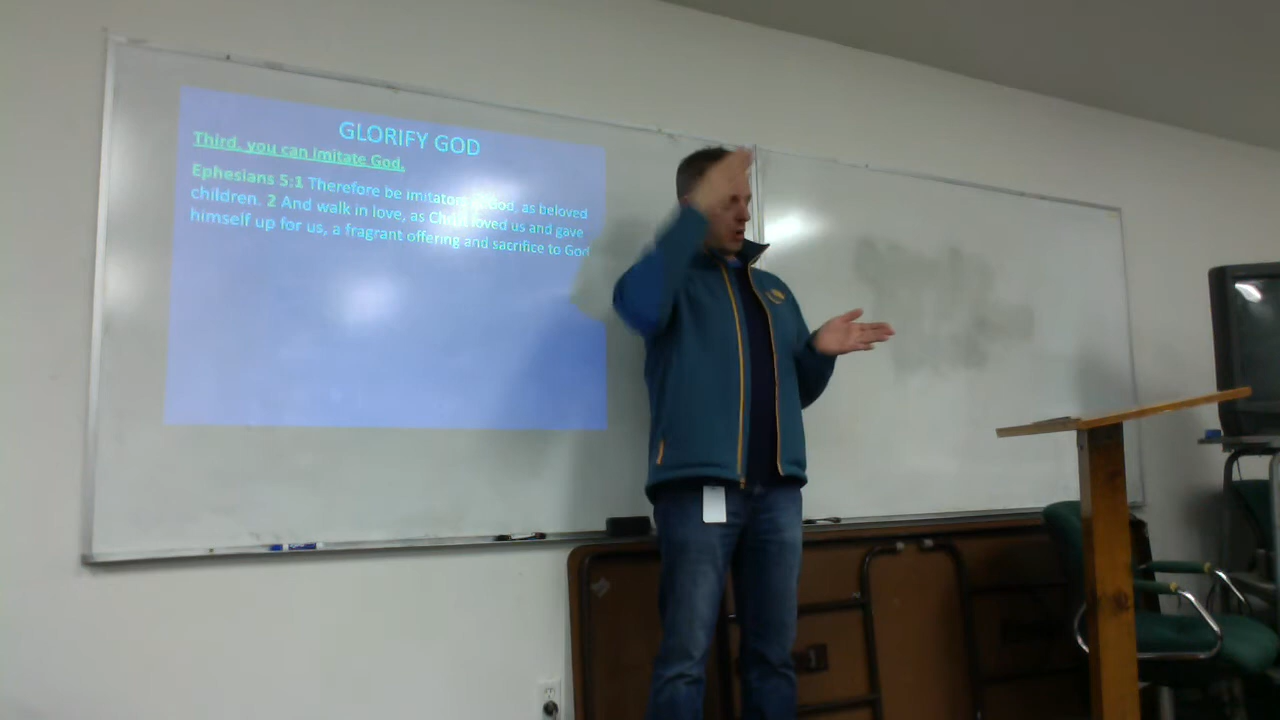 GLORIFY GOD
Third, you can imitate God.
Ephesians 5:1 Therefore be imitators God, as beloved
children. 2 And walk in love, as Christ loved us and gave
himself up for us, a fragrant offering and sacrifice to God